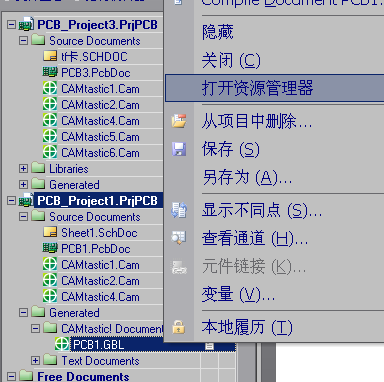 Compile Document PCB1.
PCB_Project3.PrjPCB
Source Documents
tf卡.SCHDOC
PCB3.PcbDoc
CAMtastic1.Cam
CAMtastic2.Cam
CAMtastic4.Cam
CAMtastic5.Cam
CAMtastic6.Cam
Libraries
Generated
PCB_Project1.PrjPCB
Source Documents
Sheet1.SchDoc
PCB1.PcbDoc
CAMtastic1.Cam
CAMtastic2.Cam
CAMtastic4.Cam
Generated
CAMtastic! Document
PCB1.GBL
Text Documents
Free Documents
隐藏
关闭 (C)
打开资源管理器
从项目中删除...
保存 (S)
另存为 (A)...
显示不同点 (S)...
查看通道 (H)...
元件链接 (K)...
变量 (V)...
本地履历 (T)